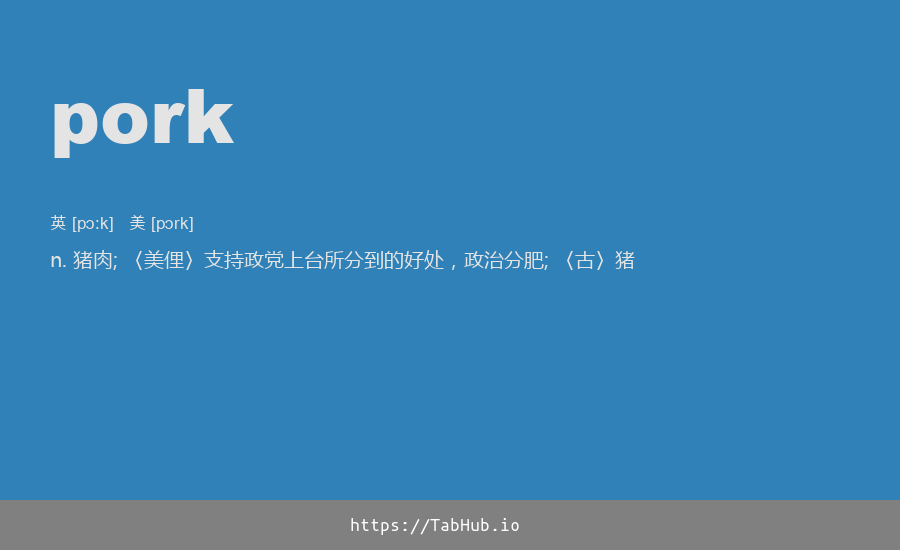 pork
英 [pɔːk] 美 [pɔrk]
n. 猪肉; 〈美俚〉支持政党上台所分到的好处，政治分肥; 〈古〉猪
https://TabHub.io